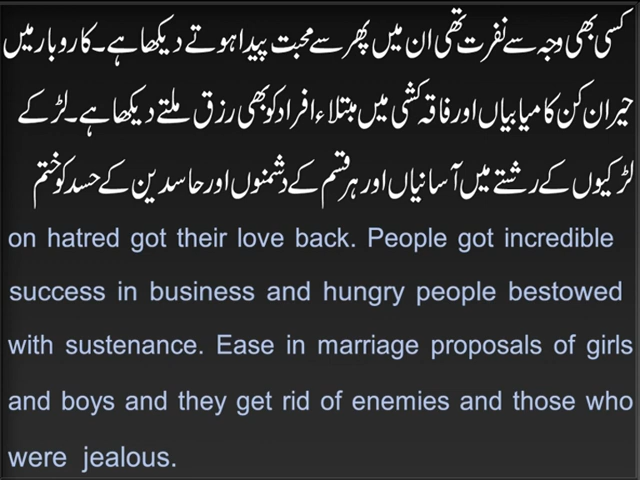 کسی بھی وجہ سے نفرت تھی ان میں پھر سے محبت پیدا ہوتے دیکھا ہے۔ کاروبار میں
حیران کن کامیابیاں اور فاقہ کشی میں مبتلاء افراد کو بھی رزق ملتے دیکھا ہے۔ لڑکے
لڑکیوں کے رشتے میں آسانیاں اور ہر قسم کے دشمنوں اور حاسدین کے حسد کو ختم
on hatred got their love back. People got incredible
success in business and hungry people bestowed
with sustenance. Ease in marriage proposals of girls
and boys and they get rid of enemies and those who
were jealous.